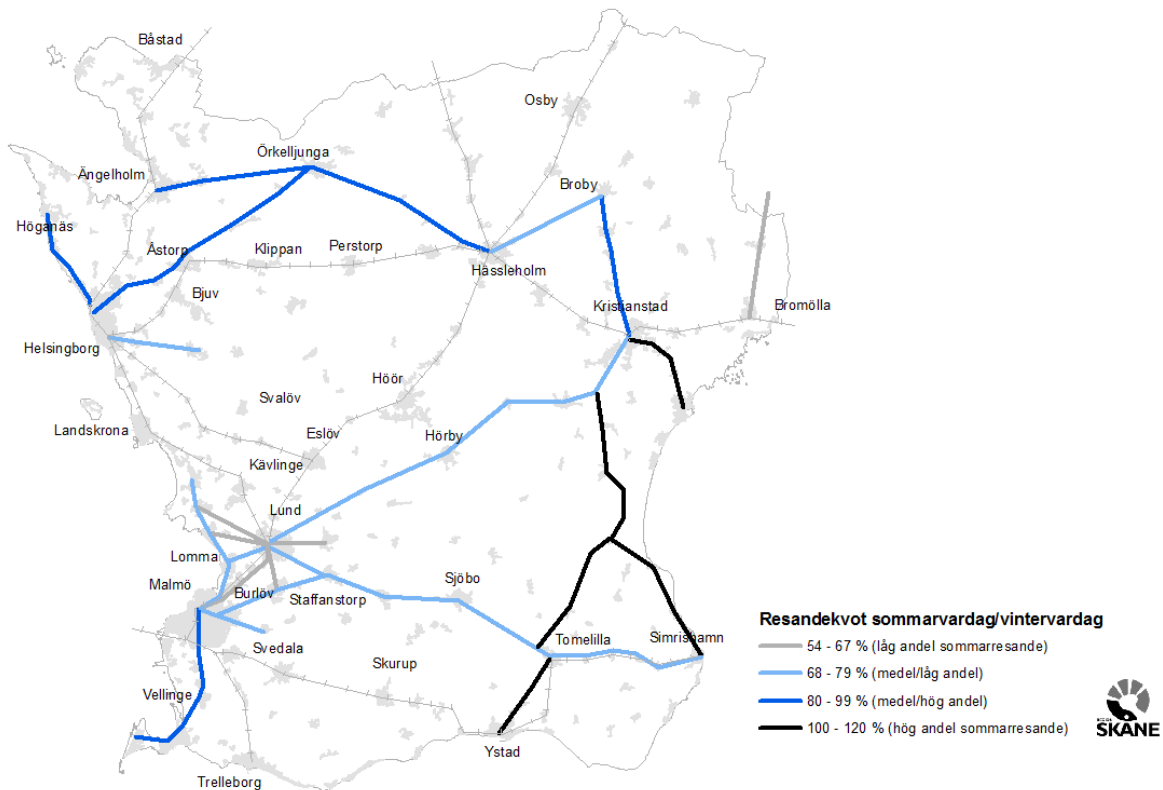 Båstad
Osby
Örkelljunga
Ängelholm
Broby
Höganäs
Åstorp
Klippan
Perstorp
Hässleholm
Bjuv
Kristianstad
Bromölla
Helsingborg
Höör
Svalöv
Landskrona
Eslöv
Hörby
Kävlinge
Lund
Lomma
Malmö
Burlöv
Staffanstorp
Sjöbo
Svedala
Tomelilla
Simrishamn
Skurup
Vellinge
Ystad
Trelleborg
Resandekvot sommarvardag/vintervardag
54 - 67 % (låg andel sommarresande)
68 - 79 % (medel/låg andel)
80 - 99 % (medel/hög andel)
100 - 120 % (hög andel sommarresande)
SKÅNE